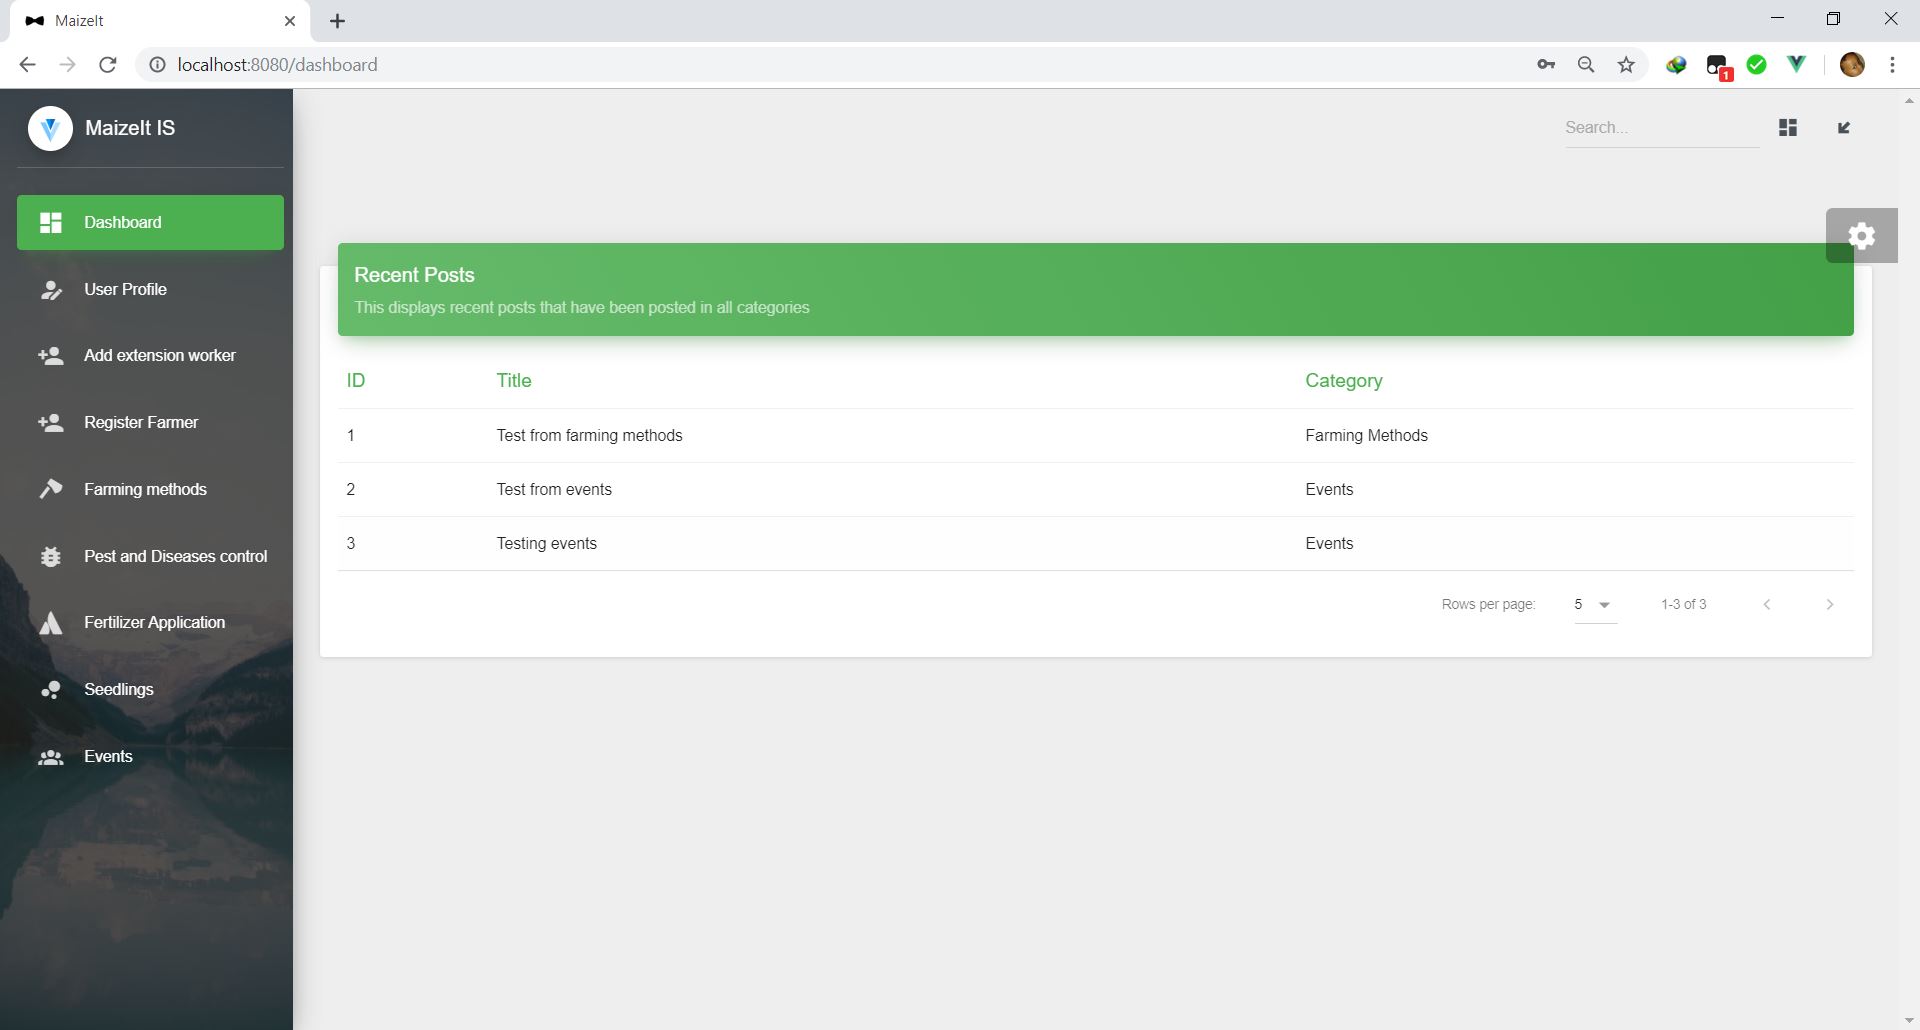 MaizeIt
localhost:8080/dashboard
1
MaizeIt IS
Search...
Dashboard
User Profile
Add extension worker
Register Farmer
Farming methods
Pest and Diseases control
Fertilizer Application
Seedlings
Events
Recent Posts
This displays recent posts that have been posted in all categories
ID Title Category
1 Test from farming methods Farming Methods
2 Test from events Events
3 Testing events Events
Rows per page: 5 1-3 of 3